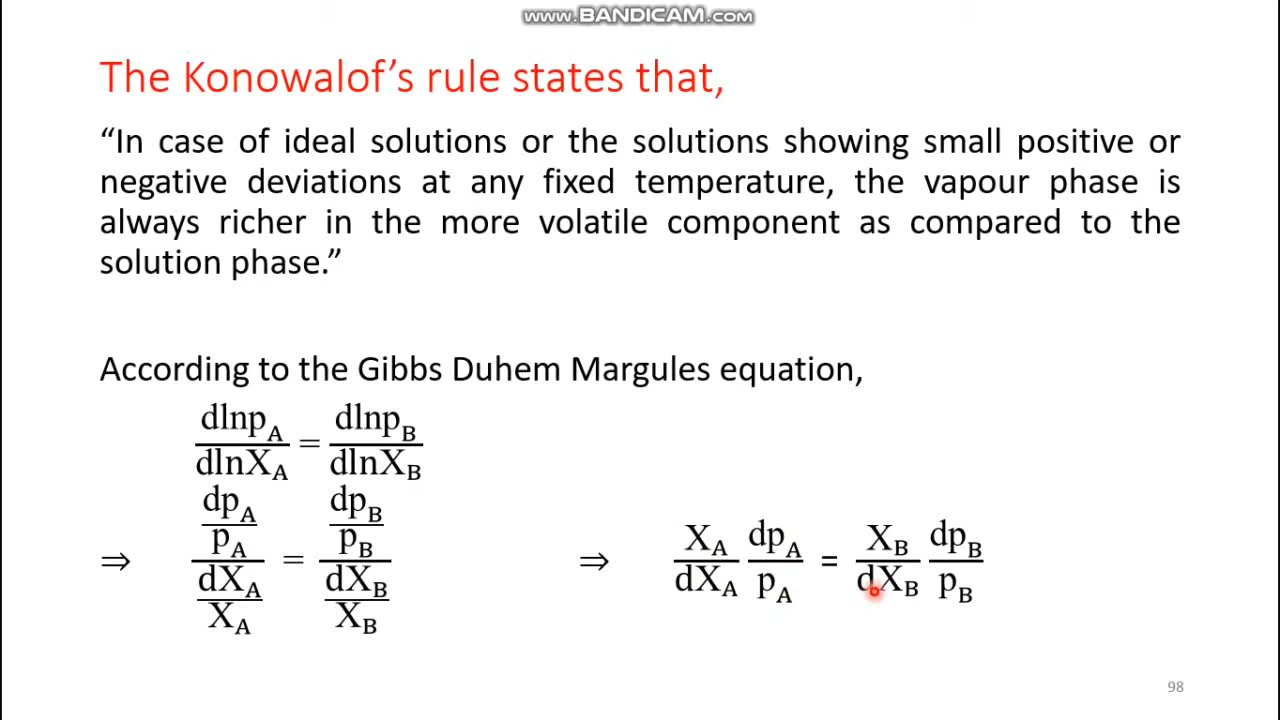 www.BANDICAM.com
The Konowalof’s rule states that,
“In case of ideal solutions or the solutions showing small positive or
negative deviations at any fixed temperature, the vapour phase is
always richer in the more volatile component as compared to the
solution phase.”
According to the Gibbs Duhem Margules equation,
dlnp_A/dlnX_A = dlnp_B/dlnX_B
⇒ (dp_A/p_A)/(dX_A/X_A) = (dp_B/p_B)/(dX_B/X_B) ⇒ X_A/dX_A dp_A/p_A = X_B/dX_B dp_B/p_B
98